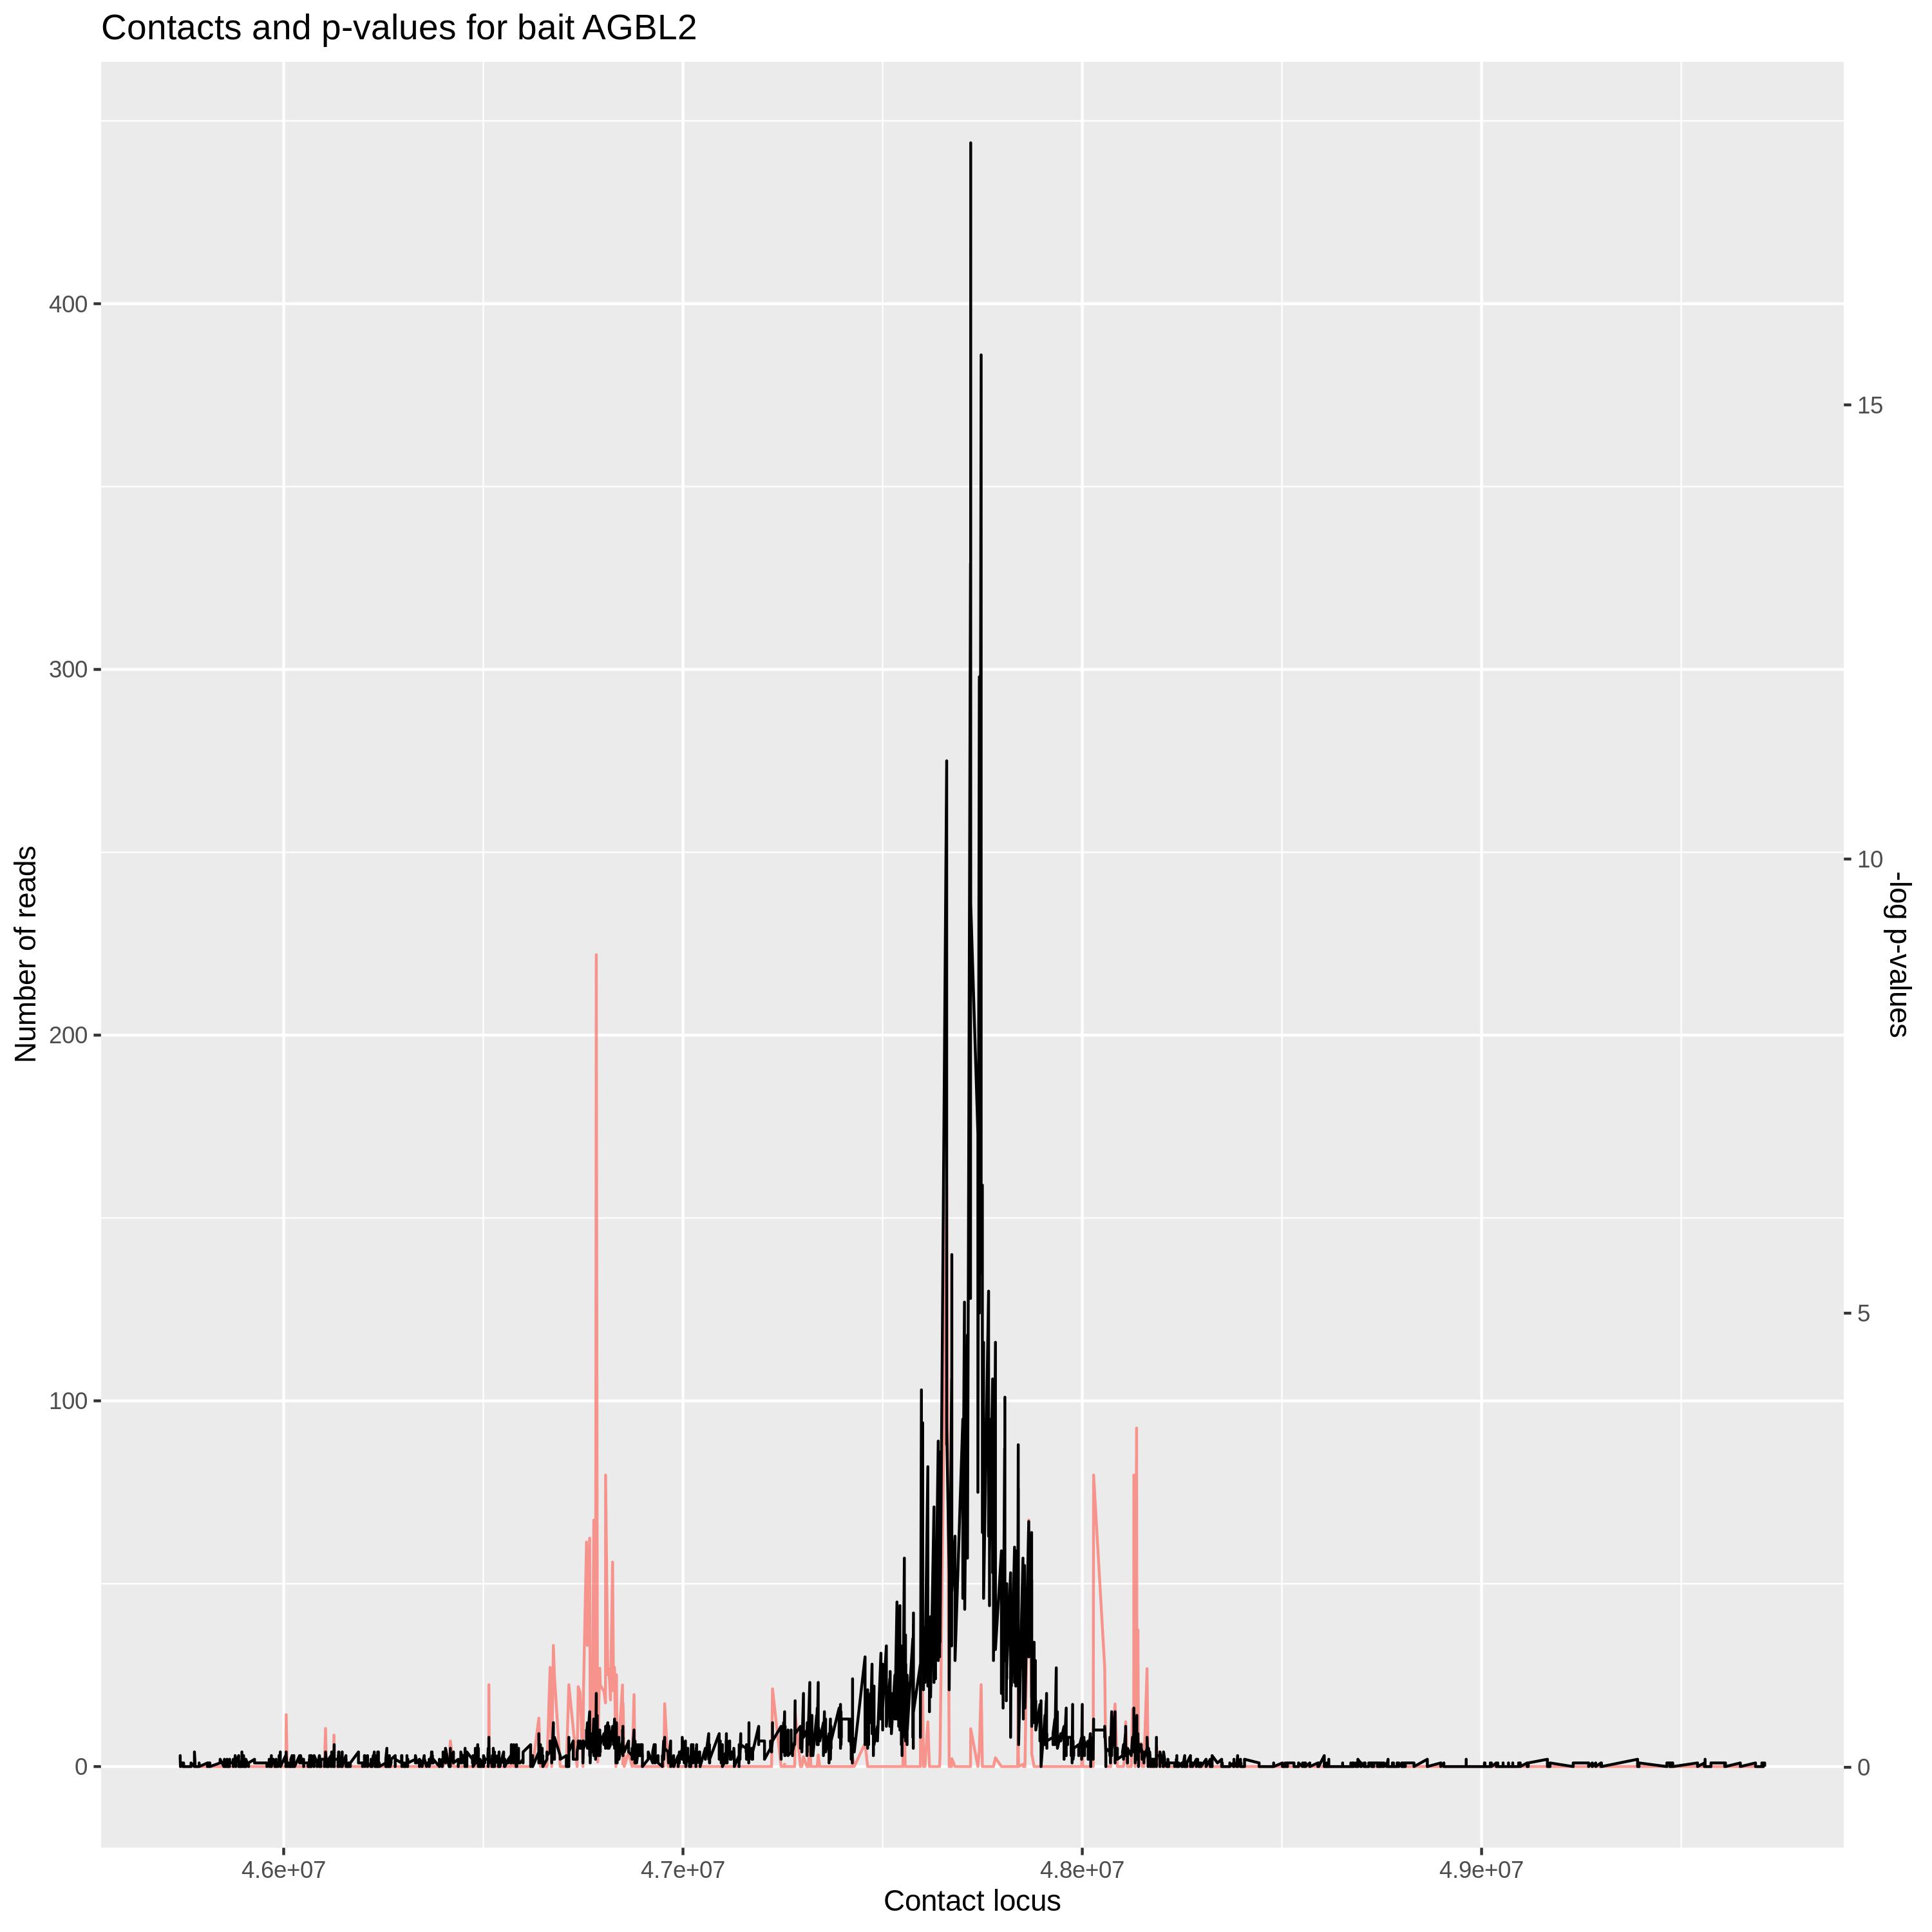 Contacts and p-values for bait AGBL2
400
300
200
100
0
Number of reads
15
10
5
0
-log p-values
4.6e+07
4.7e+07
4.8e+07
4.9e+07
Contact locus